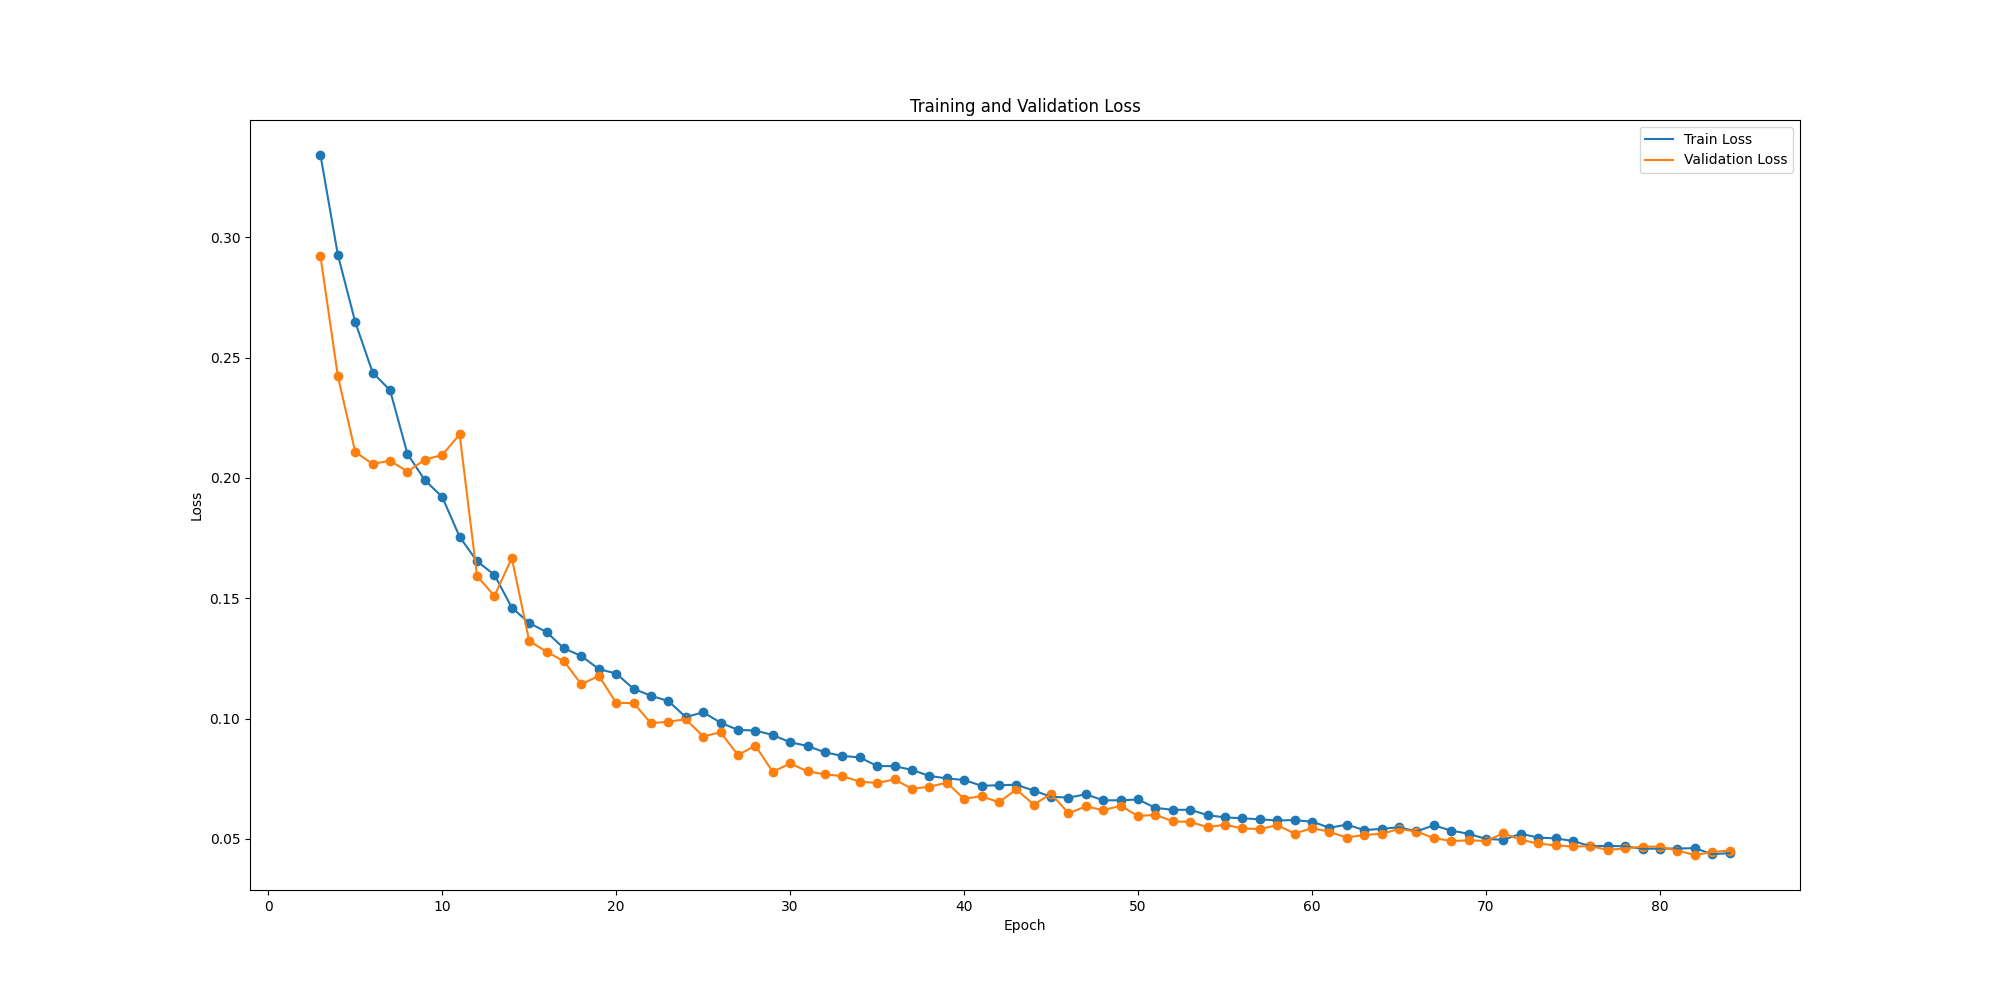 Training and Validation Loss
Train Loss
Validation Loss
0.30
0.25
0.20
0.15
0.10
0.05
Loss
0 10 20 30 40 50 60 70 80
Epoch